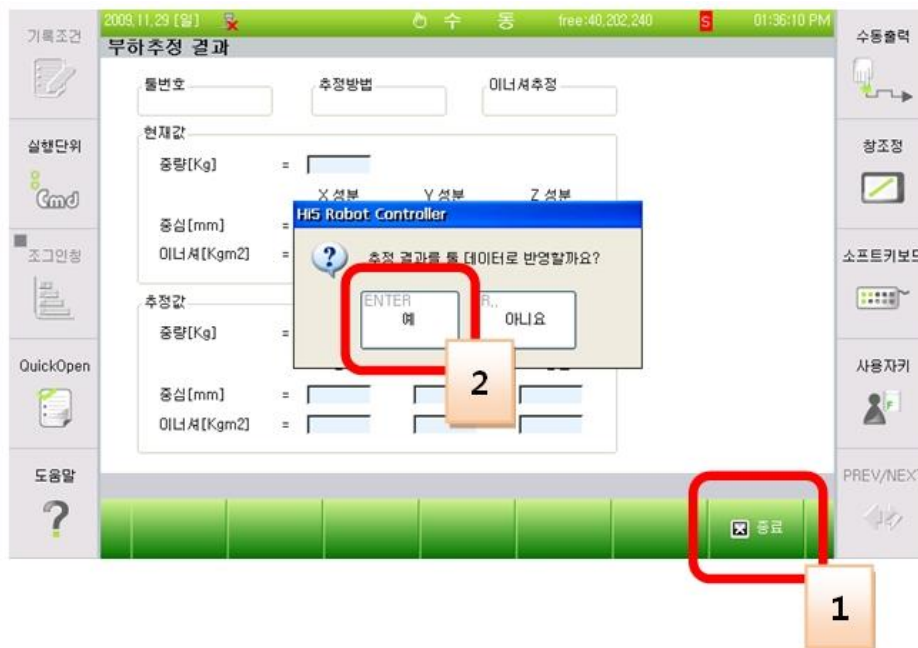 기록조건
실행단위
Cmd
조그인칭
QuickOpen
도움말
2009,11,29 [일] 수 동 free:40,202,240 S 01:36:10 PM
부하추정 결과
툴번호 추정방법 이너셔추정
현재값
중량[Kg] =
X 성분 Y 성분 Z 성분
중심[mm] =
이너셔[Kgm2] =
Hi5 Robot Controller
추정 결과를 툴 데이터로 반영할까요?
ENTER R..
예 아니요
추정값
중량[Kg] =
중심[mm] =
이너셔[Kgm2] =
2
종료
1
수동출력
창조정
소프트키보드
사용자키
F
PREV/NEXT